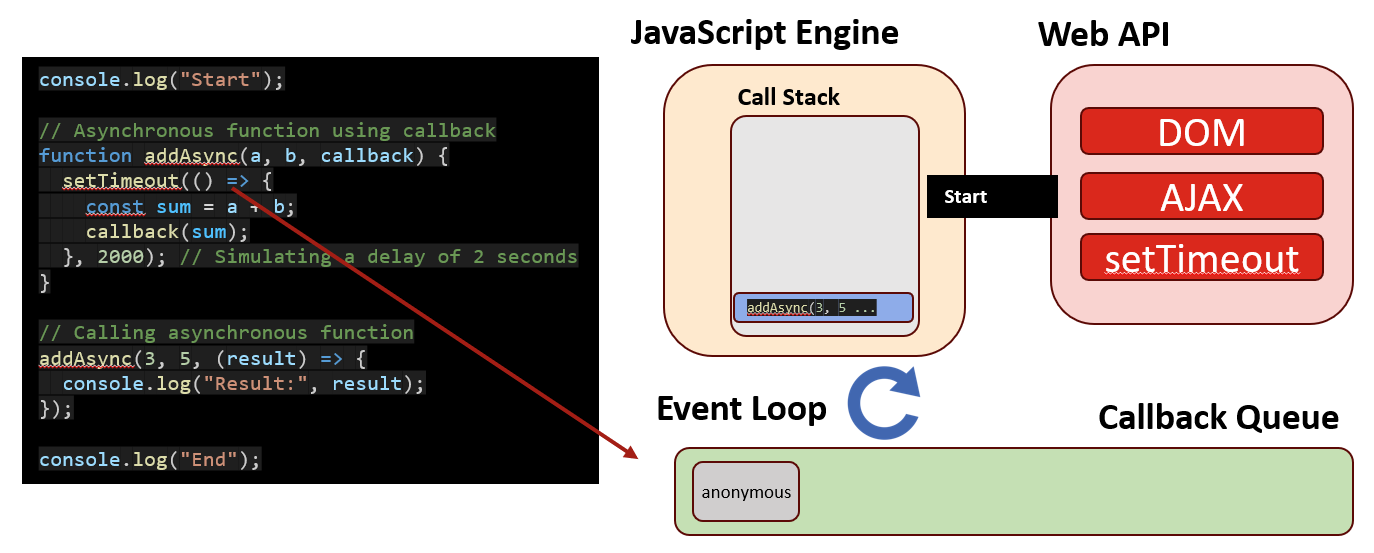 console.log("Start");
// Asynchronous function using callback
function addAsync(a, b, callback) {
  setTimeout(() => {
    const sum = a + b;
    callback(sum);
  }, 2000); // Simulating a delay of 2 seconds
}
// Calling asynchronous function
addAsync(3, 5, (result) => {
  console.log("Result:", result);
});
console.log("End");
JavaScript Engine
Call Stack
addAsync(3, 5 ...
Start
Web API
DOM
AJAX
setTimeout
Event Loop
Callback Queue
anonymous